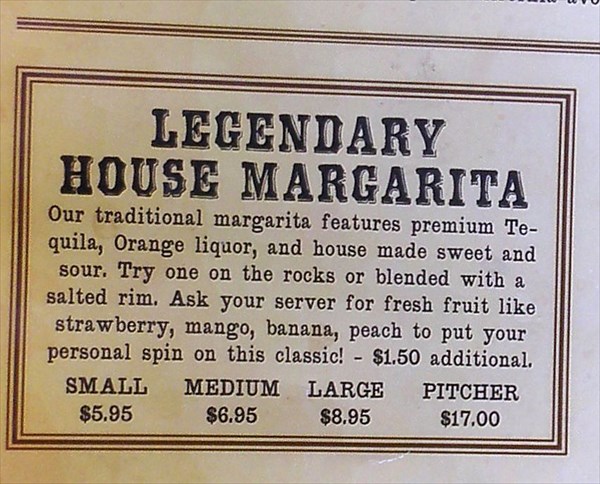 LEGENDARY
HOUSE MARGARITA
Our traditional margarita features premium Te-
quila, Orange liquor, and house made sweet and
sour. Try one on the rocks or blended with a
salted rim. Ask your server for fresh fruit like
strawberry, mango, banana, peach to put your
personal spin on this classic! - $1.50 additional.
SMALL MEDIUM LARGE PITCHER
$5.95 $6.95 $8.95 $17.00